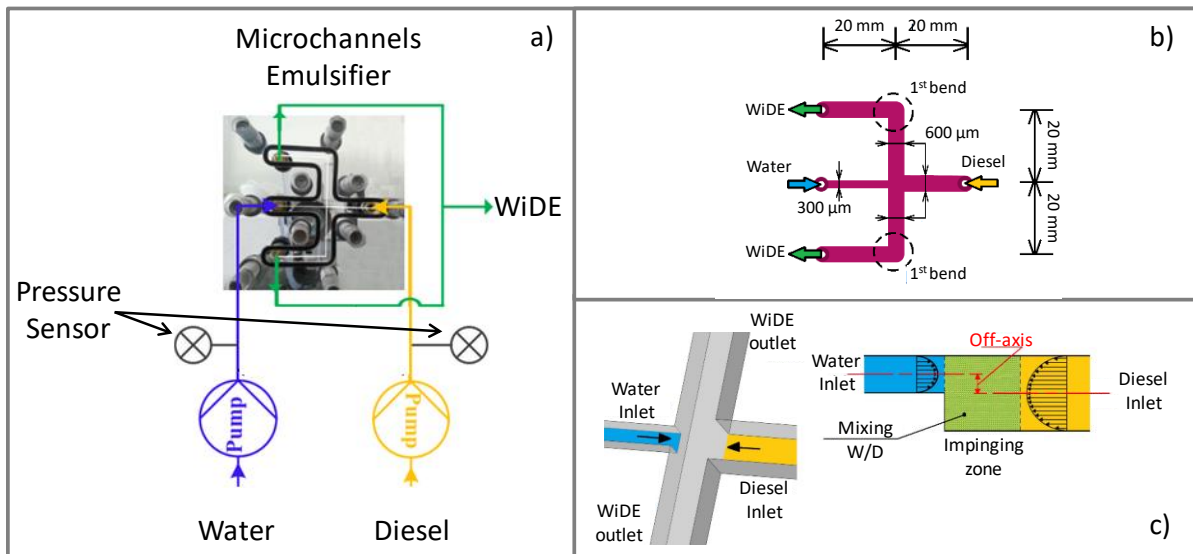 a)
Microchannels
Emulsifier
WiDE
Pressure
Sensor
Pump
Pump
Water
Diesel
b)
20 mm
20 mm
1st bend
WiDE
600 µm
Water
Diesel
300 µm
20 mm
20 mm
WiDE
1st bend
c)
WiDE
outlet
Water
Inlet
Diesel
Inlet
WiDE
outlet
Off-axis
Water
Inlet
Diesel
Inlet
Mixing
W/D
Impinging
zone